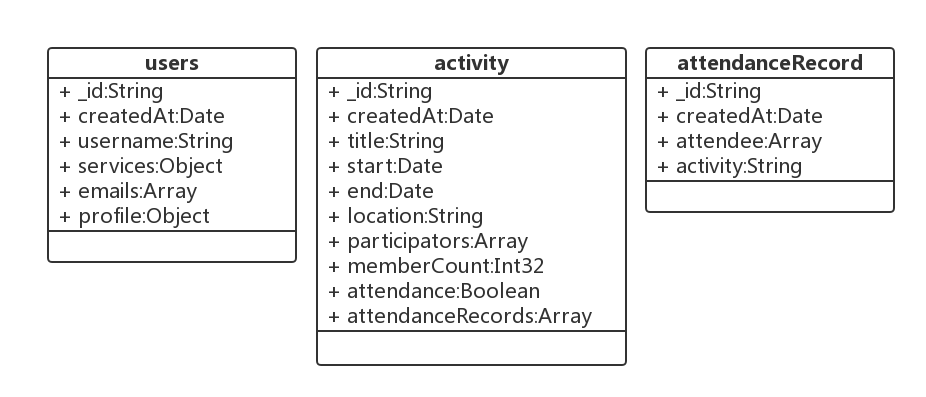 users
+ _id:String
+ createdAt:Date
+ username:String
+ services:Object
+ emails:Array
+ profile:Object
activity
+ _id:String
+ createdAt:Date
+ title:String
+ start:Date
+ end:Date
+ location:String
+ participators:Array
+ memberCount:Int32
+ attendance:Boolean
+ attendanceRecords:Array
attendanceRecord
+ _id:String
+ createdAt:Date
+ attendee:Array
+ activity:String